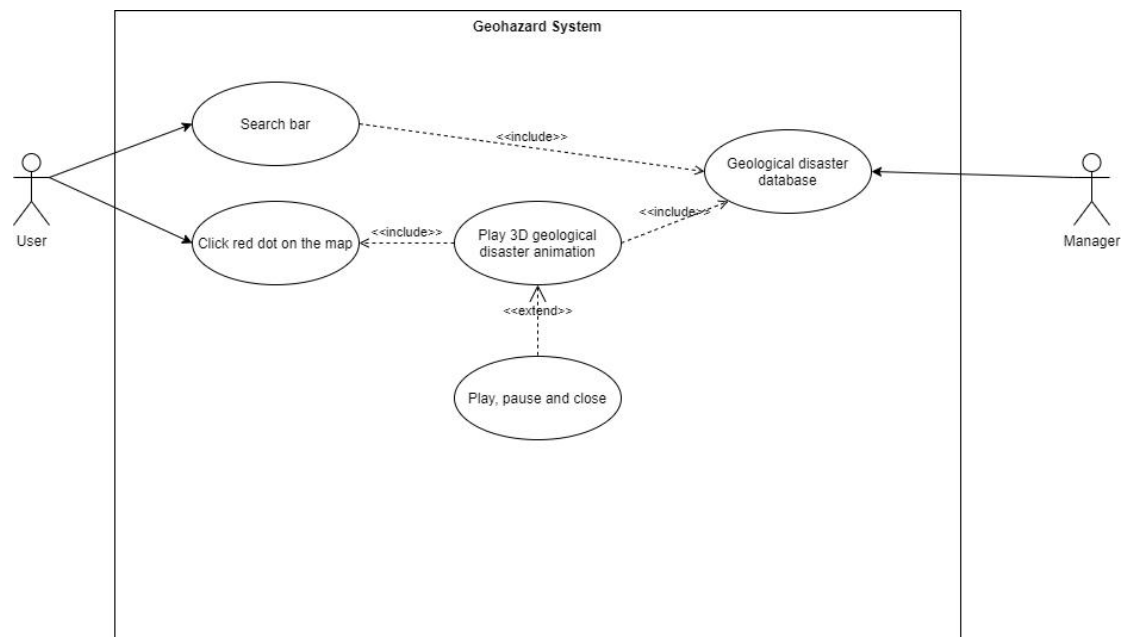 Geohazard System
Search bar
<<include>>
Geological disaster
database
User
Click red dot on the map
<<include>>
Play 3D geological
disaster animation
<<include>>
Manager
<<extend>>
Play, pause and close